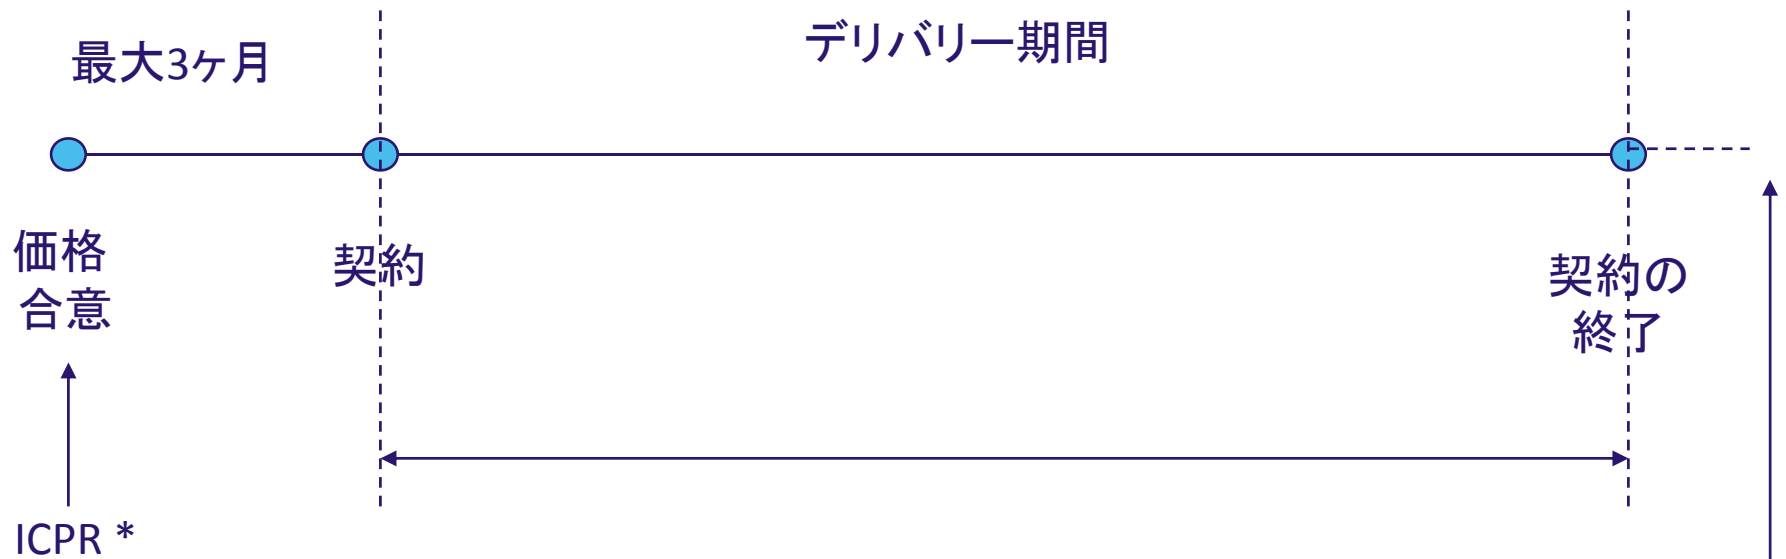 最大3ヶ月
デリバリー期間
価格
合意
契約
契約の
終了
ICPR *